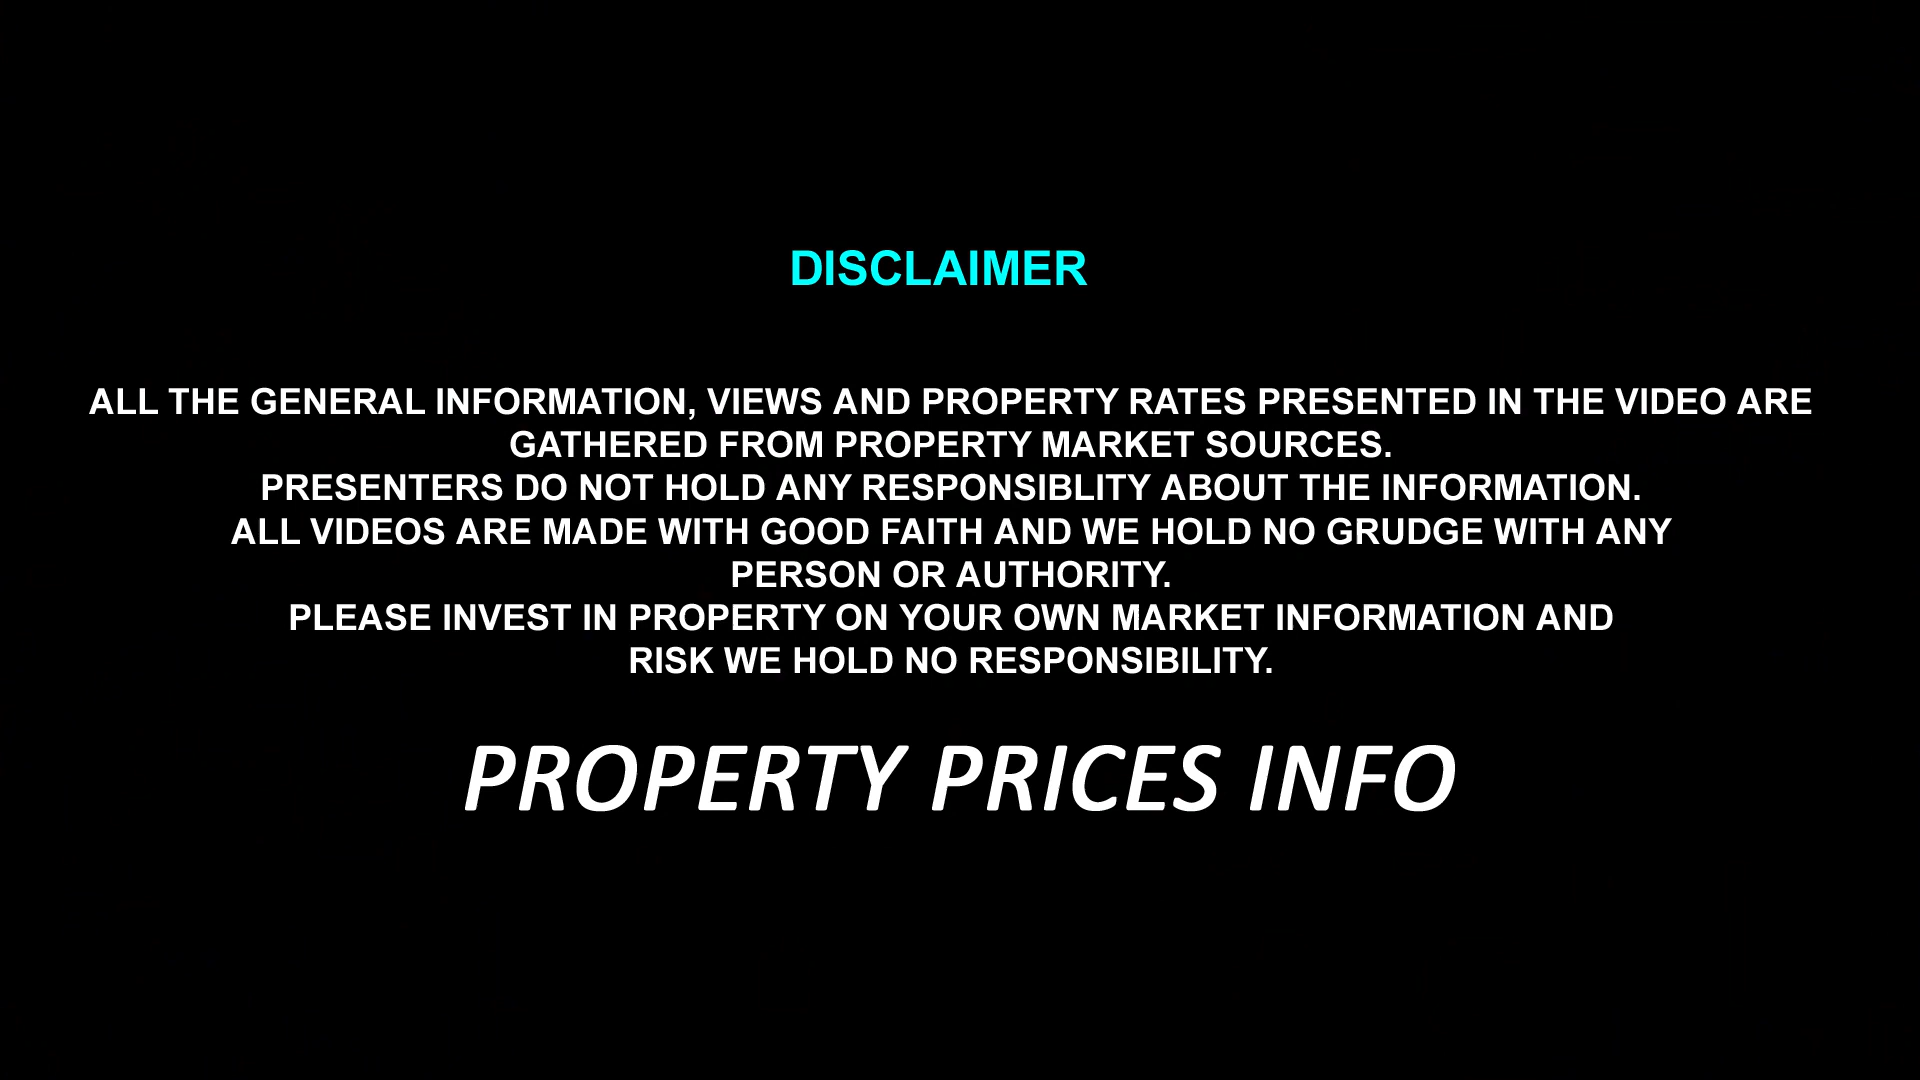 DISCLAIMER
ALL THE GENERAL INFORMATION, VIEWS AND PROPERTY RATES PRESENTED IN THE VIDEO ARE
GATHERED FROM PROPERTY MARKET SOURCES.
PRESENTERS DO NOT HOLD ANY RESPONSIBLITY ABOUT THE INFORMATION.
ALL VIDEOS ARE MADE WITH GOOD FAITH AND WE HOLD NO GRUDGE WITH ANY
PERSON OR AUTHORITY.
PLEASE INVEST IN PROPERTY ON YOUR OWN MARKET INFORMATION AND
RISK WE HOLD NO RESPONSIBILITY.
PROPERTY PRICES INFO